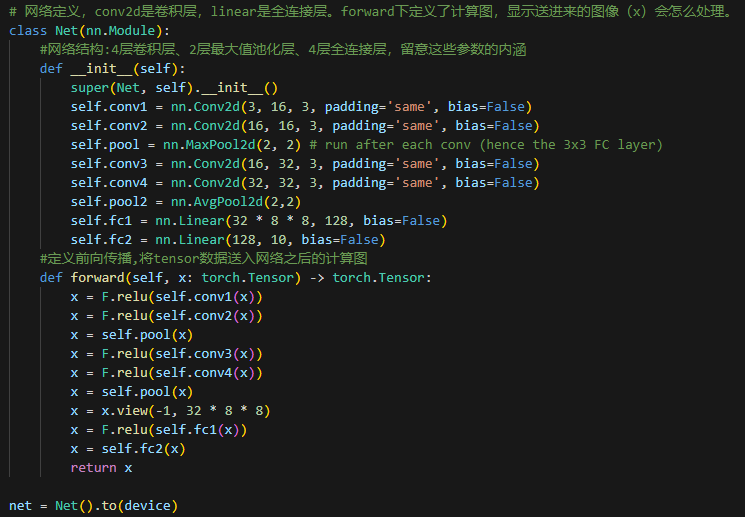 # 网络定义，conv2d是卷积层，linear是全连接层。forward下定义了计算图，显示送进来的图像（x）会怎么处理。
class Net(nn.Module):
    #网络结构:4层卷积层、2层最大值池化层、4层全连接层，留意这些参数的内涵
    def __init__(self):
        super(Net, self).__init__()
        self.conv1 = nn.Conv2d(3, 16, 3, padding='same', bias=False)
        self.conv2 = nn.Conv2d(16, 16, 3, padding='same', bias=False)
        self.pool = nn.MaxPool2d(2, 2) # run after each conv (hence the 3x3 FC layer)
        self.conv3 = nn.Conv2d(16, 32, 3, padding='same', bias=False)
        self.conv4 = nn.Conv2d(32, 32, 3, padding='same', bias=False)
        self.pool2 = nn.AvgPool2d(2,2)
        self.fc1 = nn.Linear(32 * 8 * 8, 128, bias=False)
        self.fc2 = nn.Linear(128, 10, bias=False)
    #定义前向传播,将tensor数据送入网络之后的计算图
    def forward(self, x: torch.Tensor) -> torch.Tensor:
        x = F.relu(self.conv1(x))
        x = F.relu(self.conv2(x))
        x = self.pool(x)
        x = F.relu(self.conv3(x))
        x = F.relu(self.conv4(x))
        x = self.pool(x)
        x = x.view(-1, 32 * 8 * 8)
        x = F.relu(self.fc1(x))
        x = self.fc2(x)
        return x

net = Net().to(device)